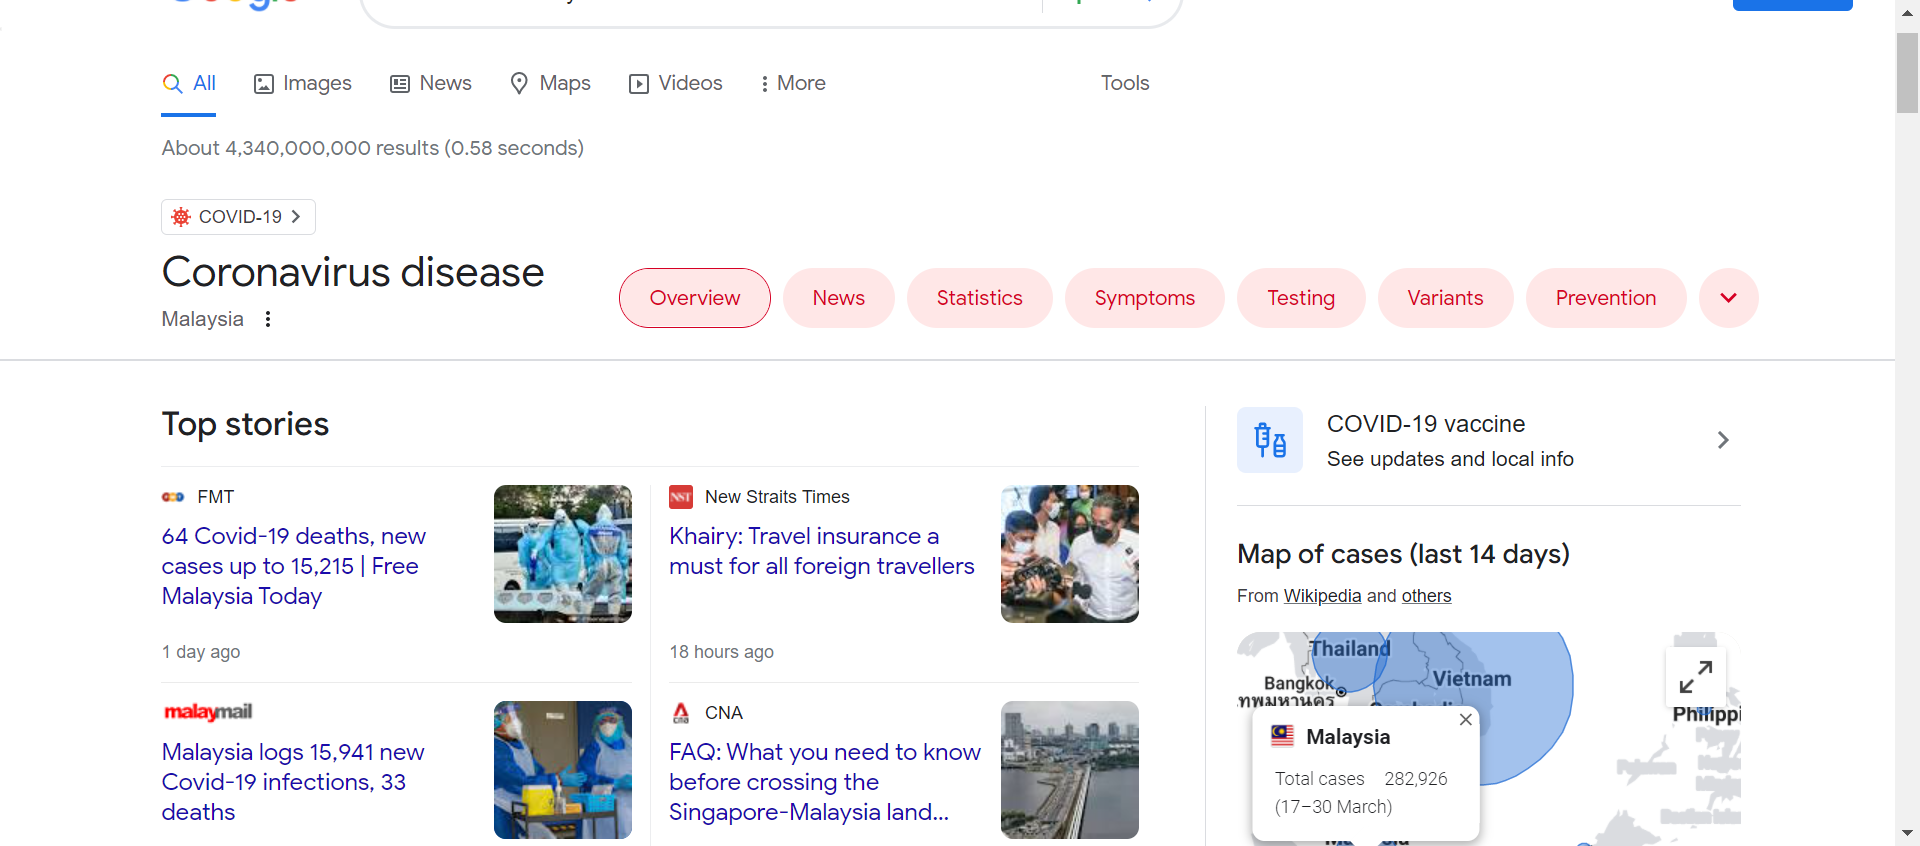 All Images News Maps Videos More Tools
About 4,340,000,000 results (0.58 seconds)
COVID-19
Coronavirus disease
Malaysia
Overview News Statistics Symptoms Testing Variants Prevention
Top stories
FMT
64 Covid-19 deaths, new
cases up to 15,215 | Free
Malaysia Today
1 day ago
NST New Straits Times
Khairy: Travel insurance a
must for all foreign travellers
18 hours ago
malaymail
Malaysia logs 15,941 new
Covid-19 infections, 33
deaths
cna CNA
FAQ: What you need to know
before crossing the
Singapore-Malaysia land...
COVID-19 vaccine
See updates and local info
Map of cases (last 14 days)
From Wikipedia and others
Thailand
Bangkok
Vietnam
Philippi
Malaysia
Total cases 282,926
(17–30 March)